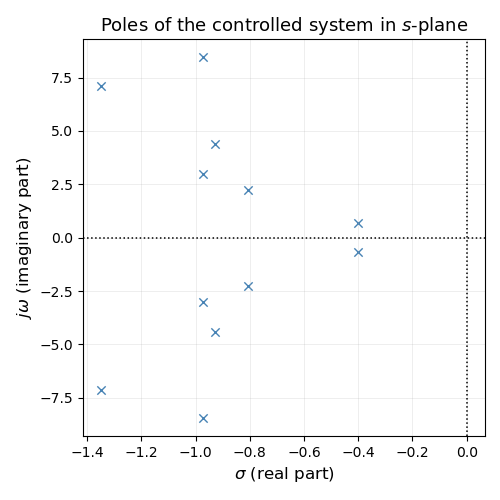 Poles of the controlled system in s-plane
7.5
5.0
2.5
0.0
−2.5
−5.0
−7.5
jω (imaginary part)
−1.4 −1.2 −1.0 −0.8 −0.6 −0.4 −0.2 0.0
σ (real part)